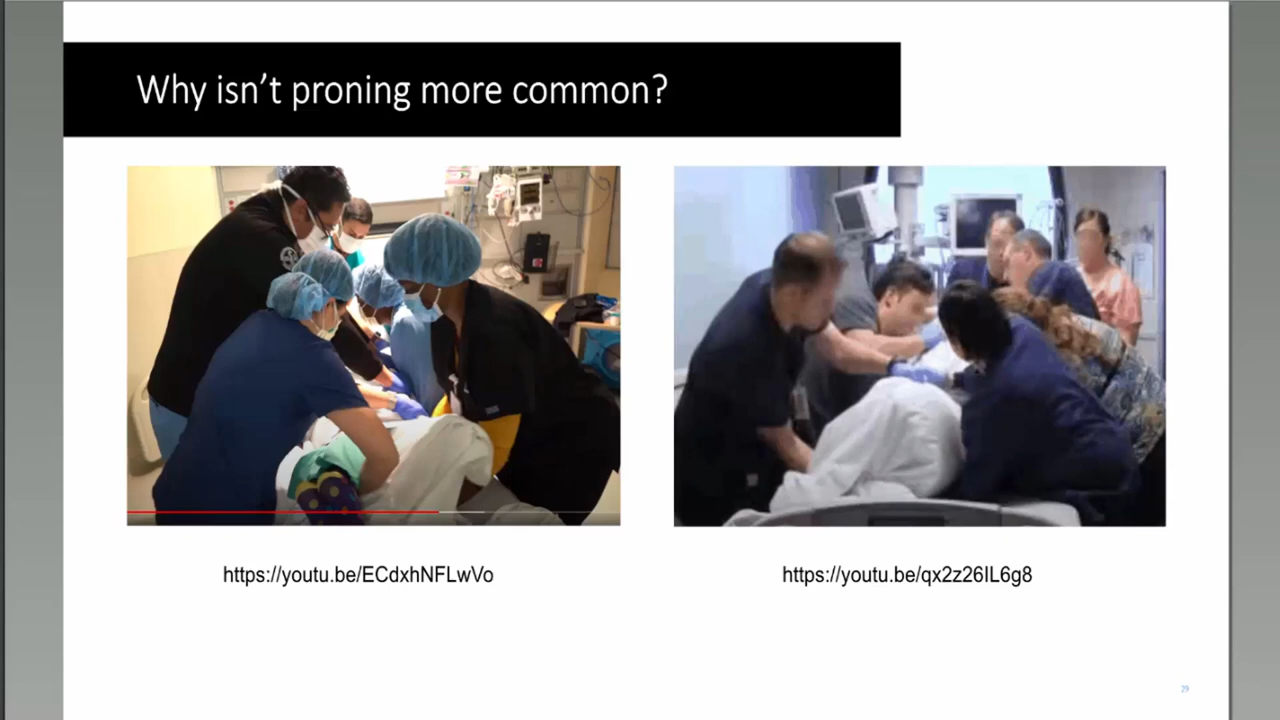 Why isn't proning more common?
https://youtu.be/ECdxhNFLwVo
https://youtu.be/qx2z26IL6g8
29